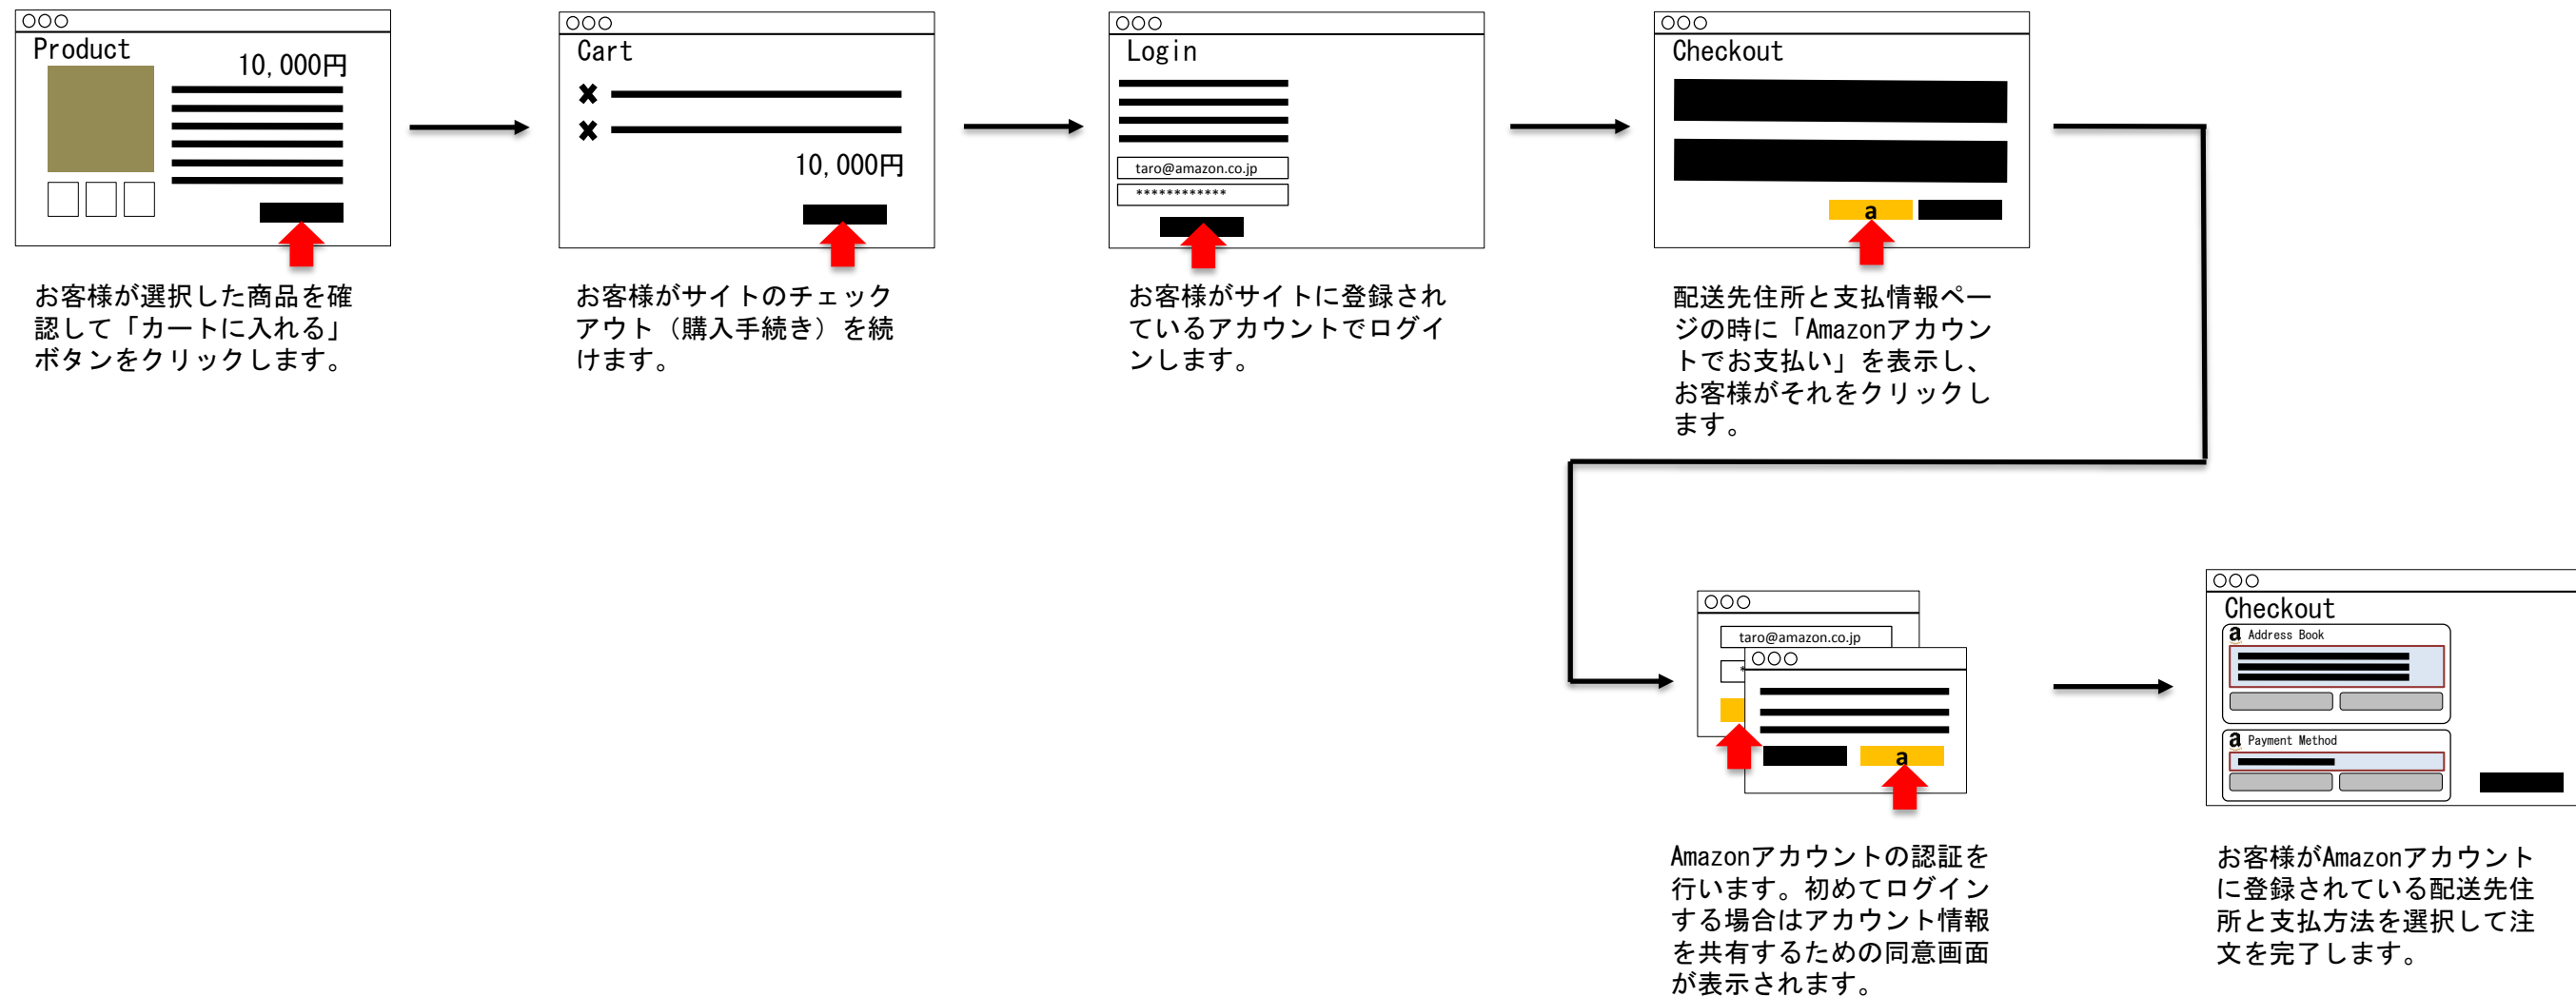 Product
10,000円
お客様が選択した商品を確
認して「カートに入れる」
ボタンをクリックします。
Cart
10,000円
お客様がサイトのチェック
アウト（購入手続き）を続
けます。
Login
taro@amazon.co.jp
************
お客様がサイトに登録され
ているアカウントでログイ
ンします。
Checkout
a
配送先住所と支払情報ペー
ジの時に「Amazonアカウン
トでお支払い」を表示し、
お客様がそれをクリックし
ます。
taro@amazon.co.jp
*
a
Amazonアカウントの認証を
行います。初めてログイン
する場合はアカウント情報
を共有するための同意画面
が表示されます。
Checkout
a Address Book
a Payment Method
お客様がAmazonアカウント
に登録されている配送先住
所と支払方法を選択して注
文を完了します。